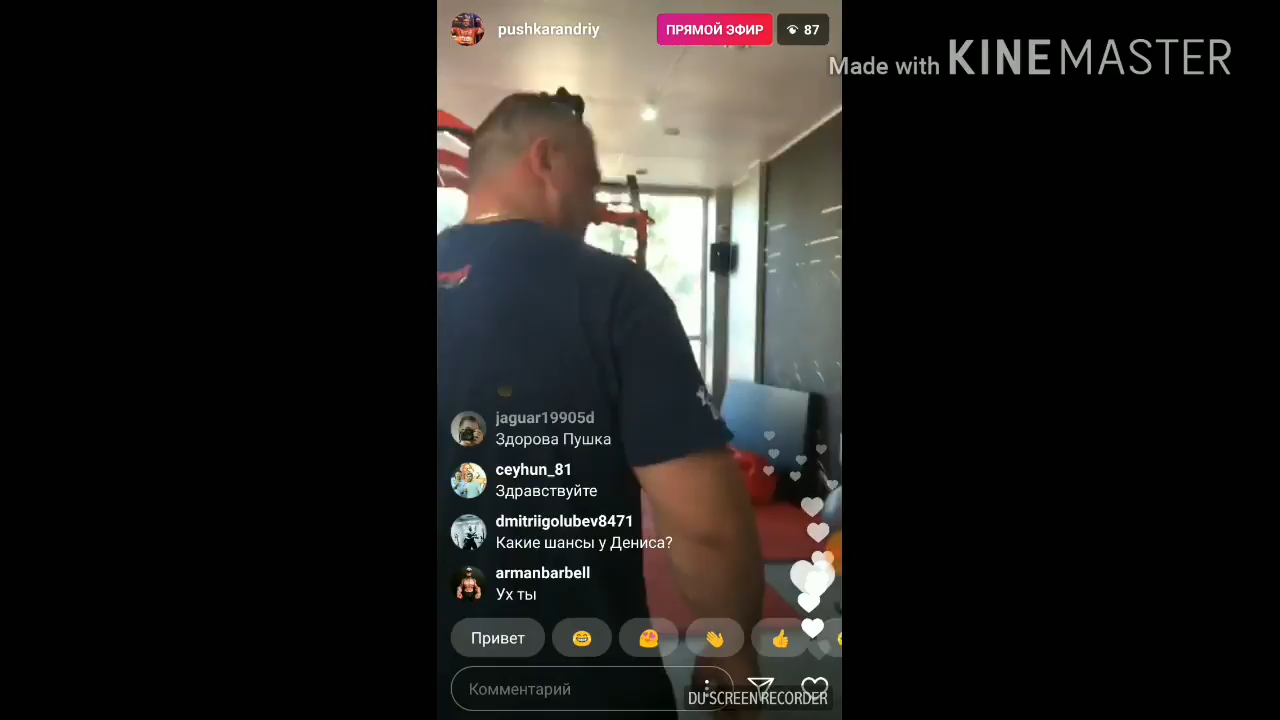 pushkarandriy
ПРЯМОЙ ЭФИР
87
Made with KINEMASTER
jaguar19905d
Здорова Пушка
ceyhun_81
Здравствуйте
dmitriigolubev8471
Какие шансы у Дениса?
armanbarbell
Ух ты
Привет
Комментарий
DU SCREEN RECORDER